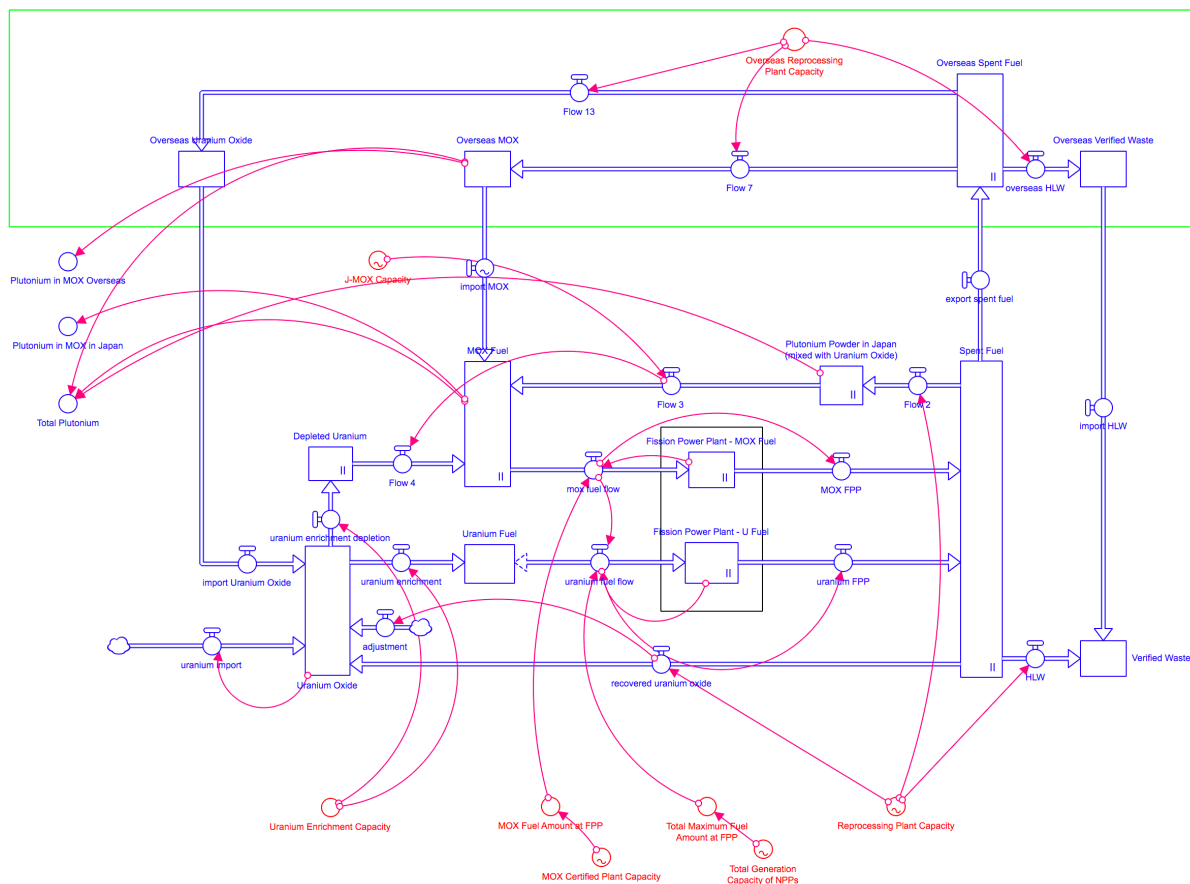 Overseas Reprocessing
Plant Capacity
Overseas Spent Fuel
Flow 13
Overseas Uranium Oxide
Overseas MOX
Overseas Verified Waste
Flow 7
overseas HLW
Plutonium in MOX Overseas
J-MOX Capacity
import MOX
export spent fuel
Plutonium in MOX in Japan
MOX Fuel
Plutonium Powder in Japan
(mixed with Uranium Oxide)
Spent Fuel
Total Plutonium
Flow 3
Flow 2
import HLW
Depleted Uranium
Fission Power Plant - MOX Fuel
Flow 4
mox fuel flow
MOX FPP
uranium enrichment depletion
Uranium Fuel
Fission Power Plant - U Fuel
import Uranium Oxide
uranium enrichment
uranium fuel flow
uranium FPP
adjustment
uranium import
Verified Waste
Uranium Oxide
recovered uranium oxide
HLW
Uranium Enrichment Capacity
MOX Fuel Amount at FPP
Total Maximum Fuel
Amount at FPP
Reprocessing Plant Capacity
MOX Certified Plant Capacity
Total Generation
Capacity of NPPs